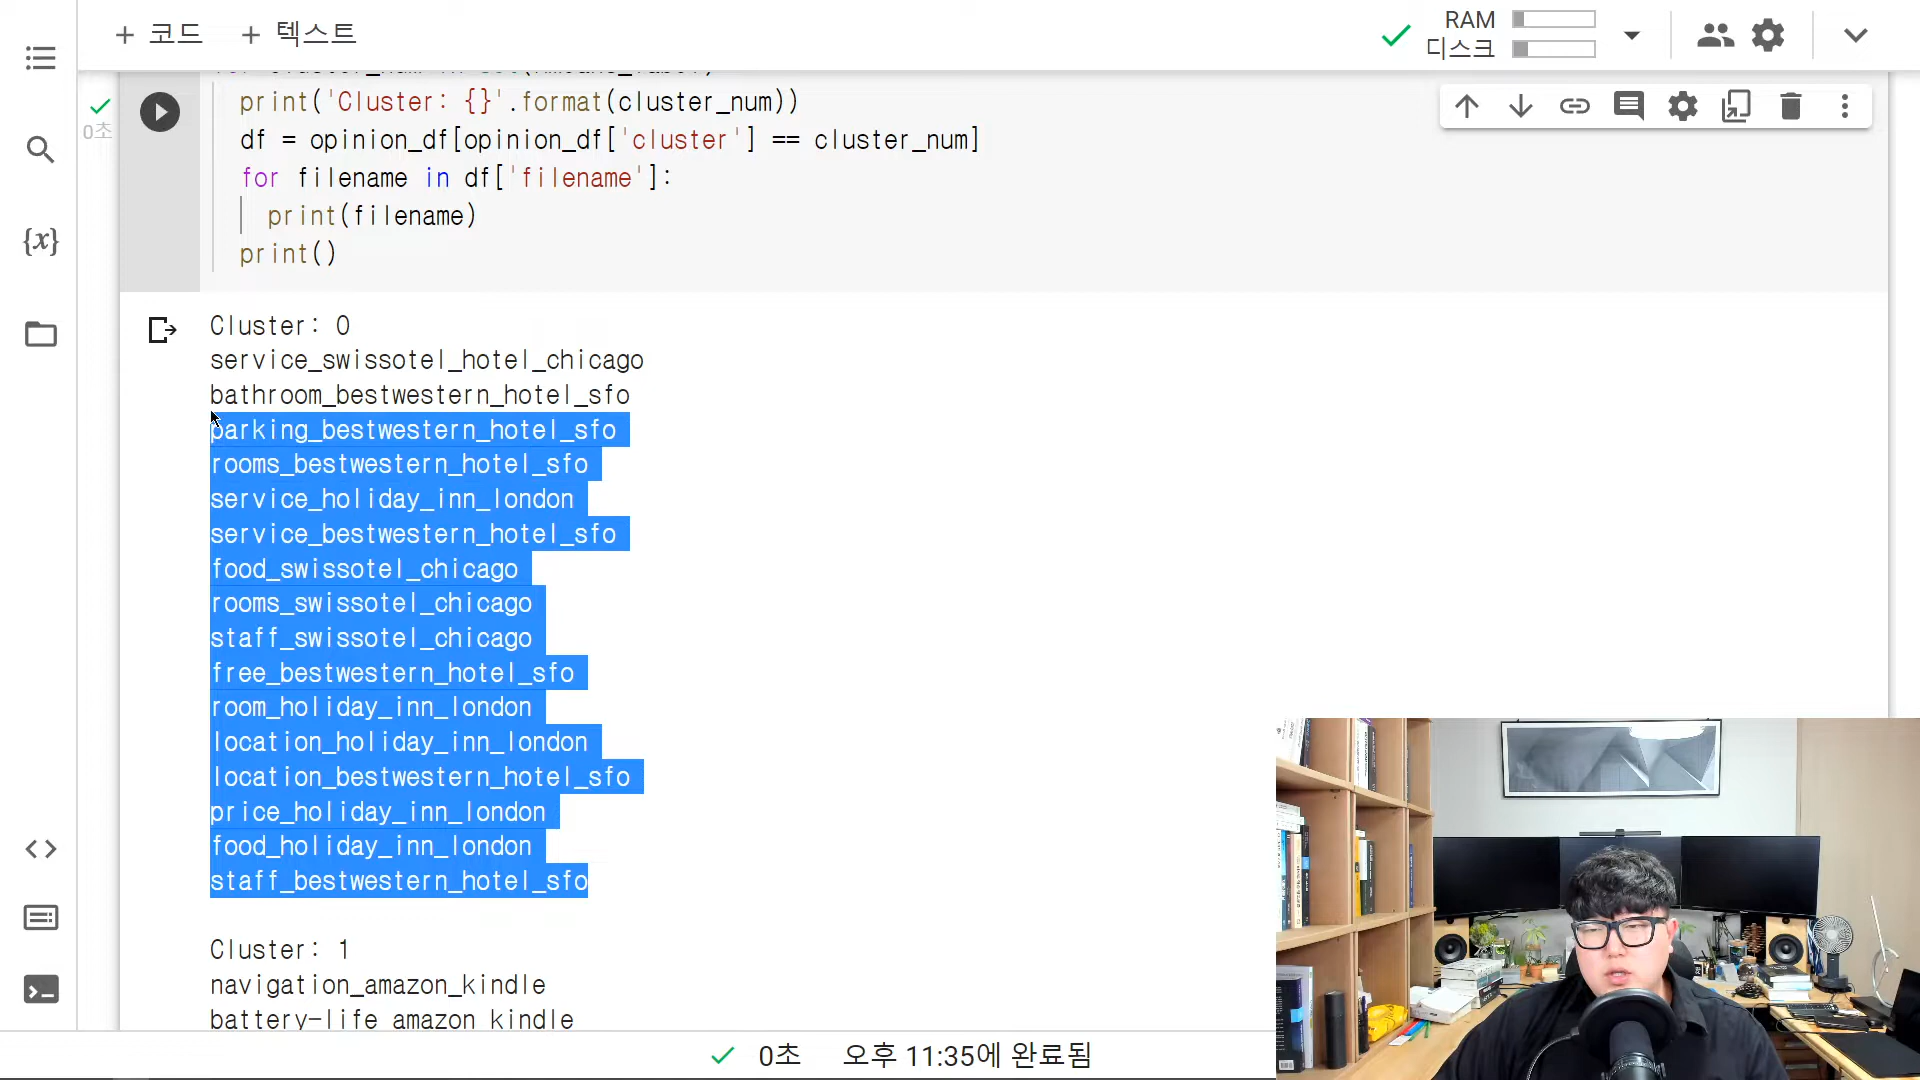 + 코드 + 텍스트
RAM
디스크
{x}
0초
print('Cluster: {}'.format(cluster_num))
df = opinion_df[opinion_df['cluster'] == cluster_num]
for filename in df['filename']:
print(filename)
print()
Cluster: 0
service_swissotel_hotel_chicago
bathroom_bestwestern_hotel_sfo
parking_bestwestern_hotel_sfo
rooms_bestwestern_hotel_sfo
service_holiday_inn_london
service_bestwestern_hotel_sfo
food_swissotel_chicago
rooms_swissotel_chicago
staff_swissotel_chicago
free_bestwestern_hotel_sfo
room_holiday_inn_london
location_holiday_inn_london
location_bestwestern_hotel_sfo
price_holiday_inn_london
food_holiday_inn_london
staff_bestwestern_hotel_sfo
Cluster: 1
navigation_amazon_kindle
battery-life_amazon_kindle
0초 오후 11:35에 완료됨